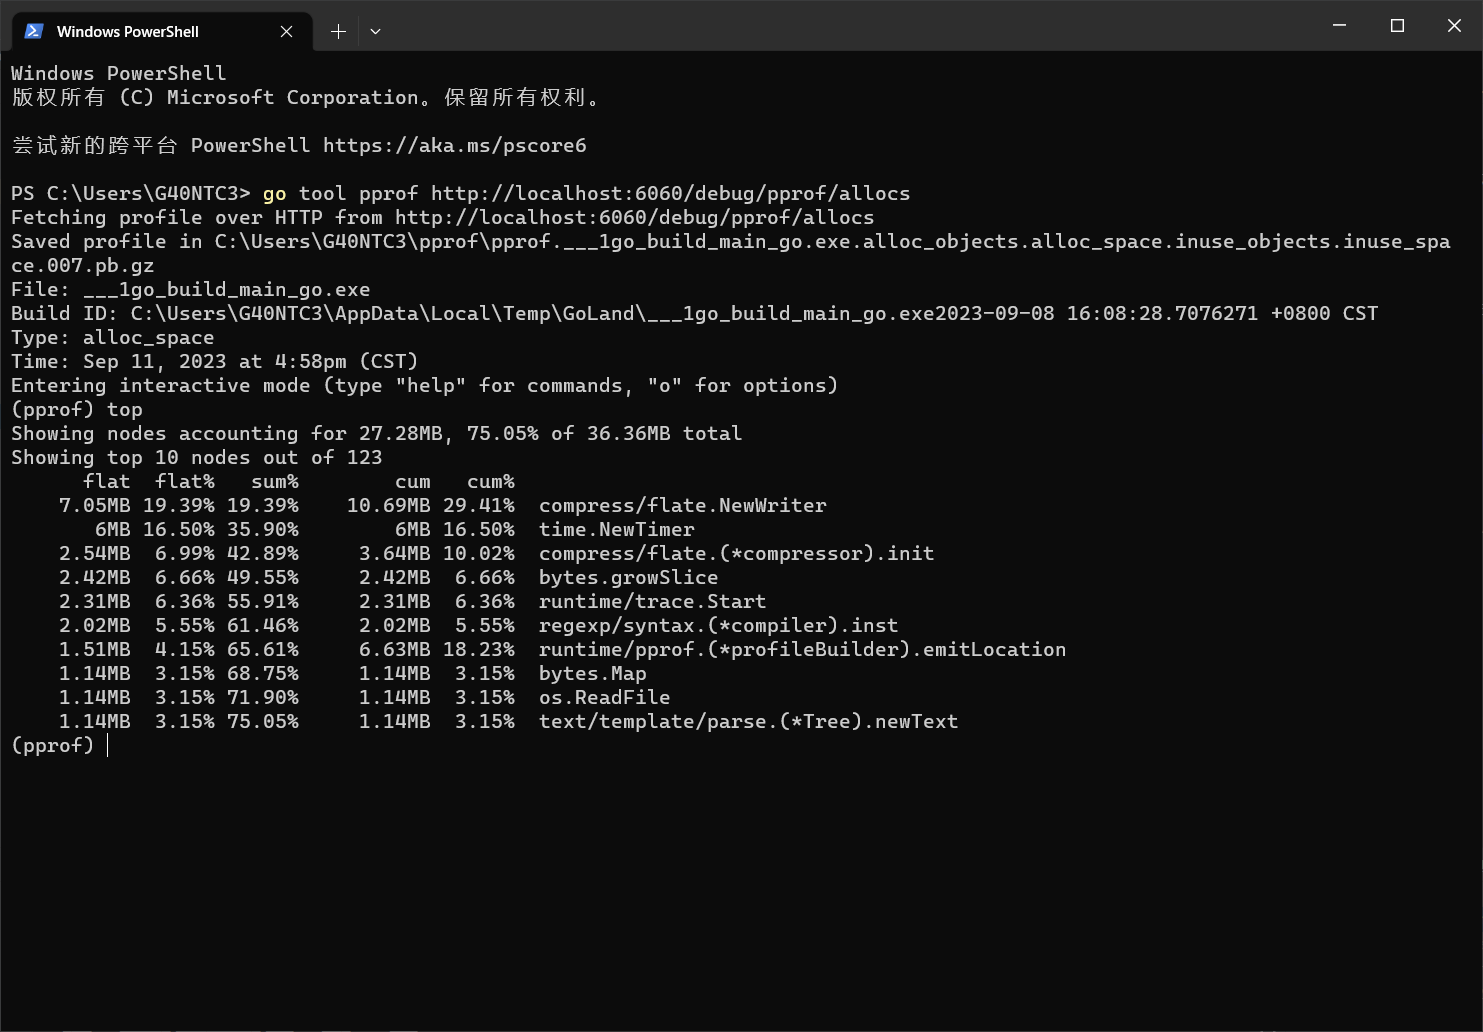 Windows PowerShell
Windows PowerShell
版权所有 (C) Microsoft Corporation。保留所有权利。
尝试新的跨平台 PowerShell https://aka.ms/pscore6
PS C:\Users\G40NTC3> go tool pprof http://localhost:6060/debug/pprof/allocs
Fetching profile over HTTP from http://localhost:6060/debug/pprof/allocs
Saved profile in C:\Users\G40NTC3\pprof\pprof.___1go_build_main_go.exe.alloc_objects.alloc_space.inuse_objects.inuse_spa
ce.007.pb.gz
File: ___1go_build_main_go.exe
Build ID: C:\Users\G40NTC3\AppData\Local\Temp\GoLand\___1go_build_main_go.exe2023-09-08 16:08:28.7076271 +0800 CST
Type: alloc_space
Time: Sep 11, 2023 at 4:58pm (CST)
Entering interactive mode (type "help" for commands, "o" for options)
(pprof) top
Showing nodes accounting for 27.28MB, 75.05% of 36.36MB total
Showing top 10 nodes out of 123
flat flat% sum% cum cum%
7.05MB 19.39% 19.39% 10.69MB 29.41% compress/flate.NewWriter
6MB 16.50% 35.90% 6MB 16.50% time.NewTimer
2.54MB 6.99% 42.89% 3.64MB 10.02% compress/flate.(*compressor).init
2.42MB 6.66% 49.55% 2.42MB 6.66% bytes.growSlice
2.31MB 6.36% 55.91% 2.31MB 6.36% runtime/trace.Start
2.02MB 5.55% 61.46% 2.02MB 5.55% regexp/syntax.(*compiler).inst
1.51MB 4.15% 65.61% 6.63MB 18.23% runtime/pprof.(*profileBuilder).emitLocation
1.14MB 3.15% 68.75% 1.14MB 3.15% bytes.Map
1.14MB 3.15% 71.90% 1.14MB 3.15% os.ReadFile
1.14MB 3.15% 75.05% 1.14MB 3.15% text/template/parse.(*Tree).newText
(pprof)